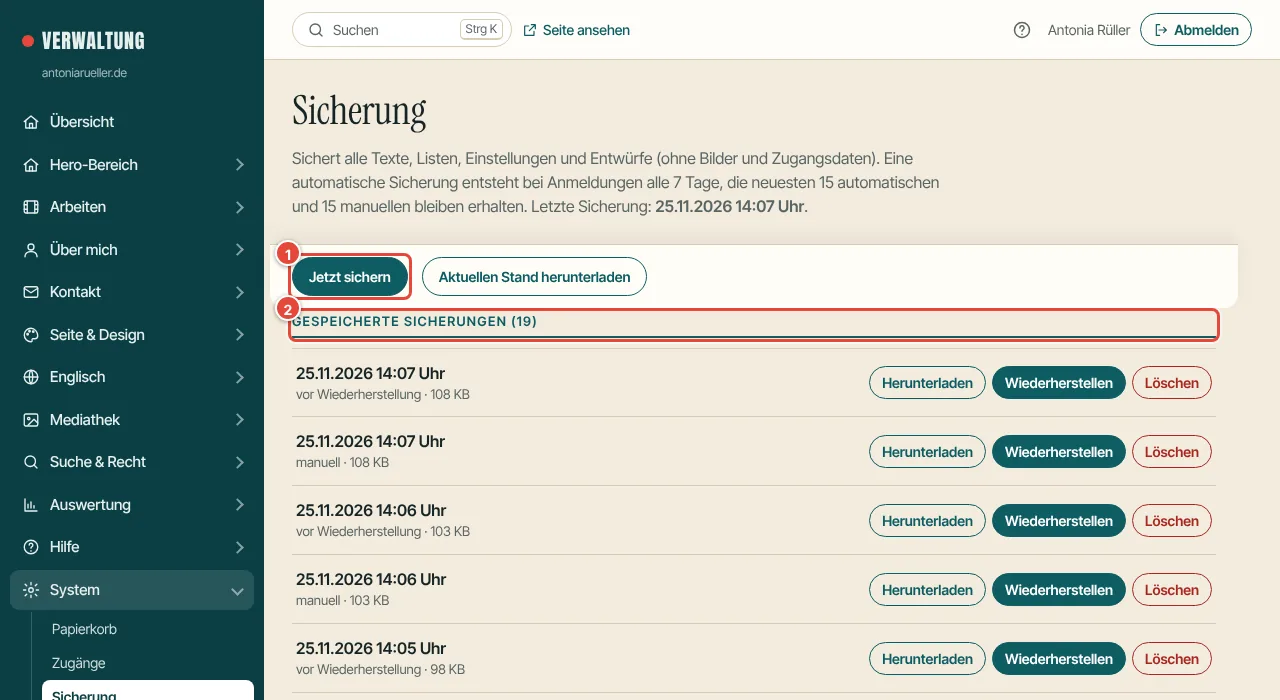 VERWALTUNG
antoniarueller.de
Übersicht
Hero-Bereich
Arbeiten
Über mich
Kontakt
Seite & Design
Englisch
Mediathek
Suche & Recht
Auswertung
Hilfe
System
Papierkorb
Zugänge
Sicherung
Suchen Strg K Seite ansehen Antonia Rüller Abmelden
Sicherung
Sichert alle Texte, Listen, Einstellungen und Entwürfe (ohne Bilder und Zugangsdaten). Eine
automatische Sicherung entsteht bei Anmeldungen alle 7 Tage, die neuesten 15 automatischen
und 15 manuellen bleiben erhalten. Letzte Sicherung: 25.11.2026 14:07 Uhr.
1
Jetzt sichern Aktuellen Stand herunterladen
2
GESPEICHERTE SICHERUNGEN (19)
25.11.2026 14:07 Uhr
vor Wiederherstellung · 108 KB
Herunterladen Wiederherstellen Löschen
25.11.2026 14:07 Uhr
manuell · 108 KB
Herunterladen Wiederherstellen Löschen
25.11.2026 14:06 Uhr
vor Wiederherstellung · 103 KB
Herunterladen Wiederherstellen Löschen
25.11.2026 14:06 Uhr
manuell · 103 KB
Herunterladen Wiederherstellen Löschen
25.11.2026 14:05 Uhr
vor Wiederherstellung · 98 KB
Herunterladen Wiederherstellen Löschen